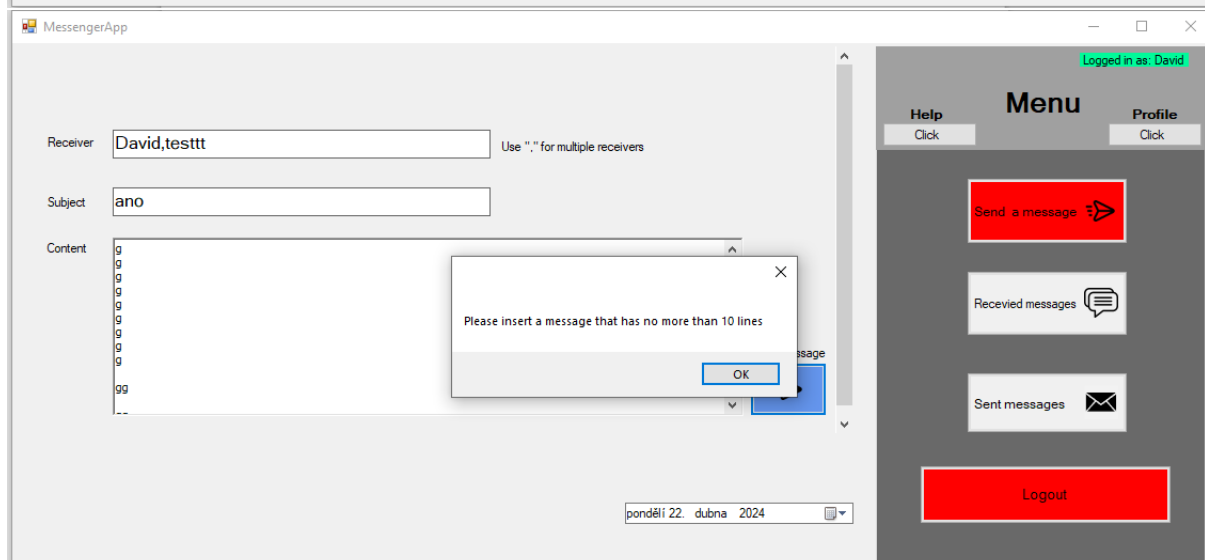 MessengerApp
Logged in as: David
Menu
Help
Profile
Click
Click
Receiver
David,testtt
Use "," for multiple receivers
Send a message
Subject
ano
Content
g
g
g
g
g
g
g
g
g
gg
Please insert a message that has no more than 10 lines
OK
Recevied messages
Sent messages
Logout
pondělí 22. dubna 2024